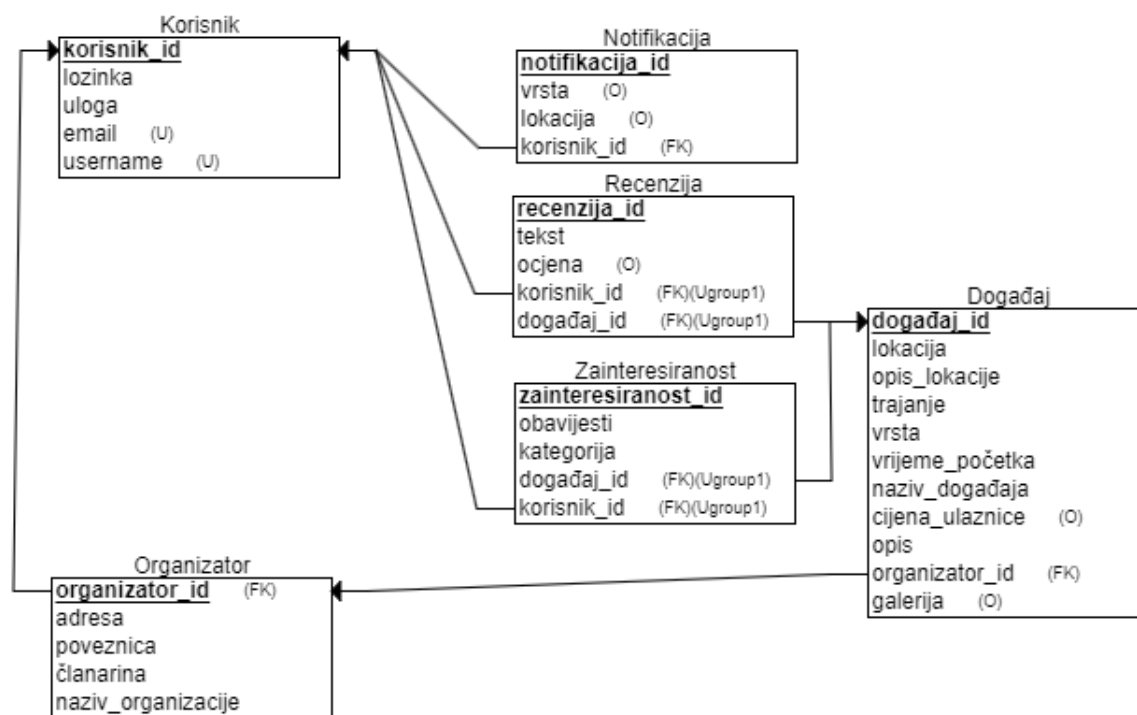 Korisnik
korisnik_id
lozinka
uloga
email (U)
username (U)
Notifikacija
notifikacija_id
vrsta (O)
lokacija (O)
korisnik_id (FK)
Recenzija
recenzija_id
tekst
ocjena (O)
korisnik_id (FK)(Ugroup1)
događaj_id (FK)(Ugroup1)
Zainteresiranost
zainteresiranost_id
obavijesti
kategorija
događaj_id (FK)(Ugroup1)
korisnik_id (FK)(Ugroup1)
Događaj
događaj_id
lokacija
opis_lokacije
trajanje
vrsta
vrijeme_početka
naziv_događaja
cijena_ulaznice (O)
opis
organizator_id (FK)
galerija (O)
Organizator
organizator_id (FK)
adresa
poveznica
članarina
naziv_organizacije